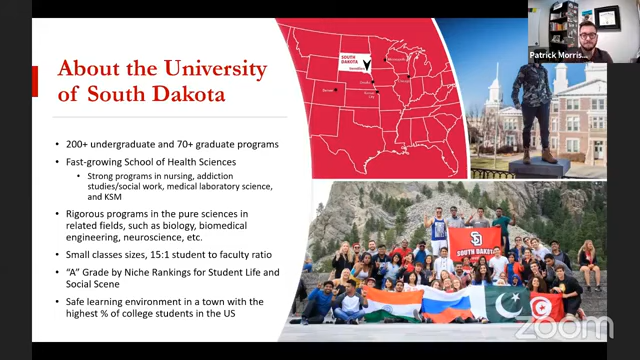 Patrick Morris...
About the University
of South Dakota
SOUTH
DAKOTA
• 200+ undergraduate and 70+ graduate programs
• Fast-growing School of Health Sciences
• Strong programs in nursing, addiction
studies/social work, medical laboratory science,
and KSM
• Rigorous programs in the pure sciences in
related fields, such as biology, biomedical
engineering, neuroscience, etc.
• Small classes sizes, 15:1 student to faculty ratio
• “A” Grade by Niche Rankings for Student Life and
Social Scene
• Safe learning environment in a town with the
highest % of college students in the US
SOUTH DAKOTA
zoom